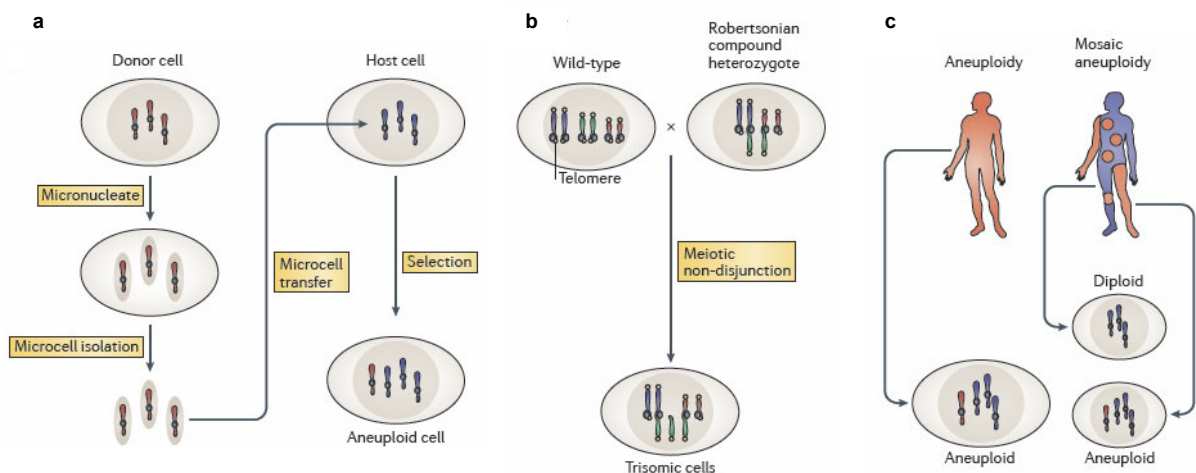 a
Donor cell
Host cell
Micronucleate
Microcell
transfer
Selection
Microcell isolation
Aneuploid cell
b
Wild-type
Robertsonian
compound
heterozygote
×
Telomere
Meiotic
non-disjunction
Trisomic cells
c
Aneuploidy
Mosaic
aneuploidy
Diploid
Aneuploid
Aneuploid